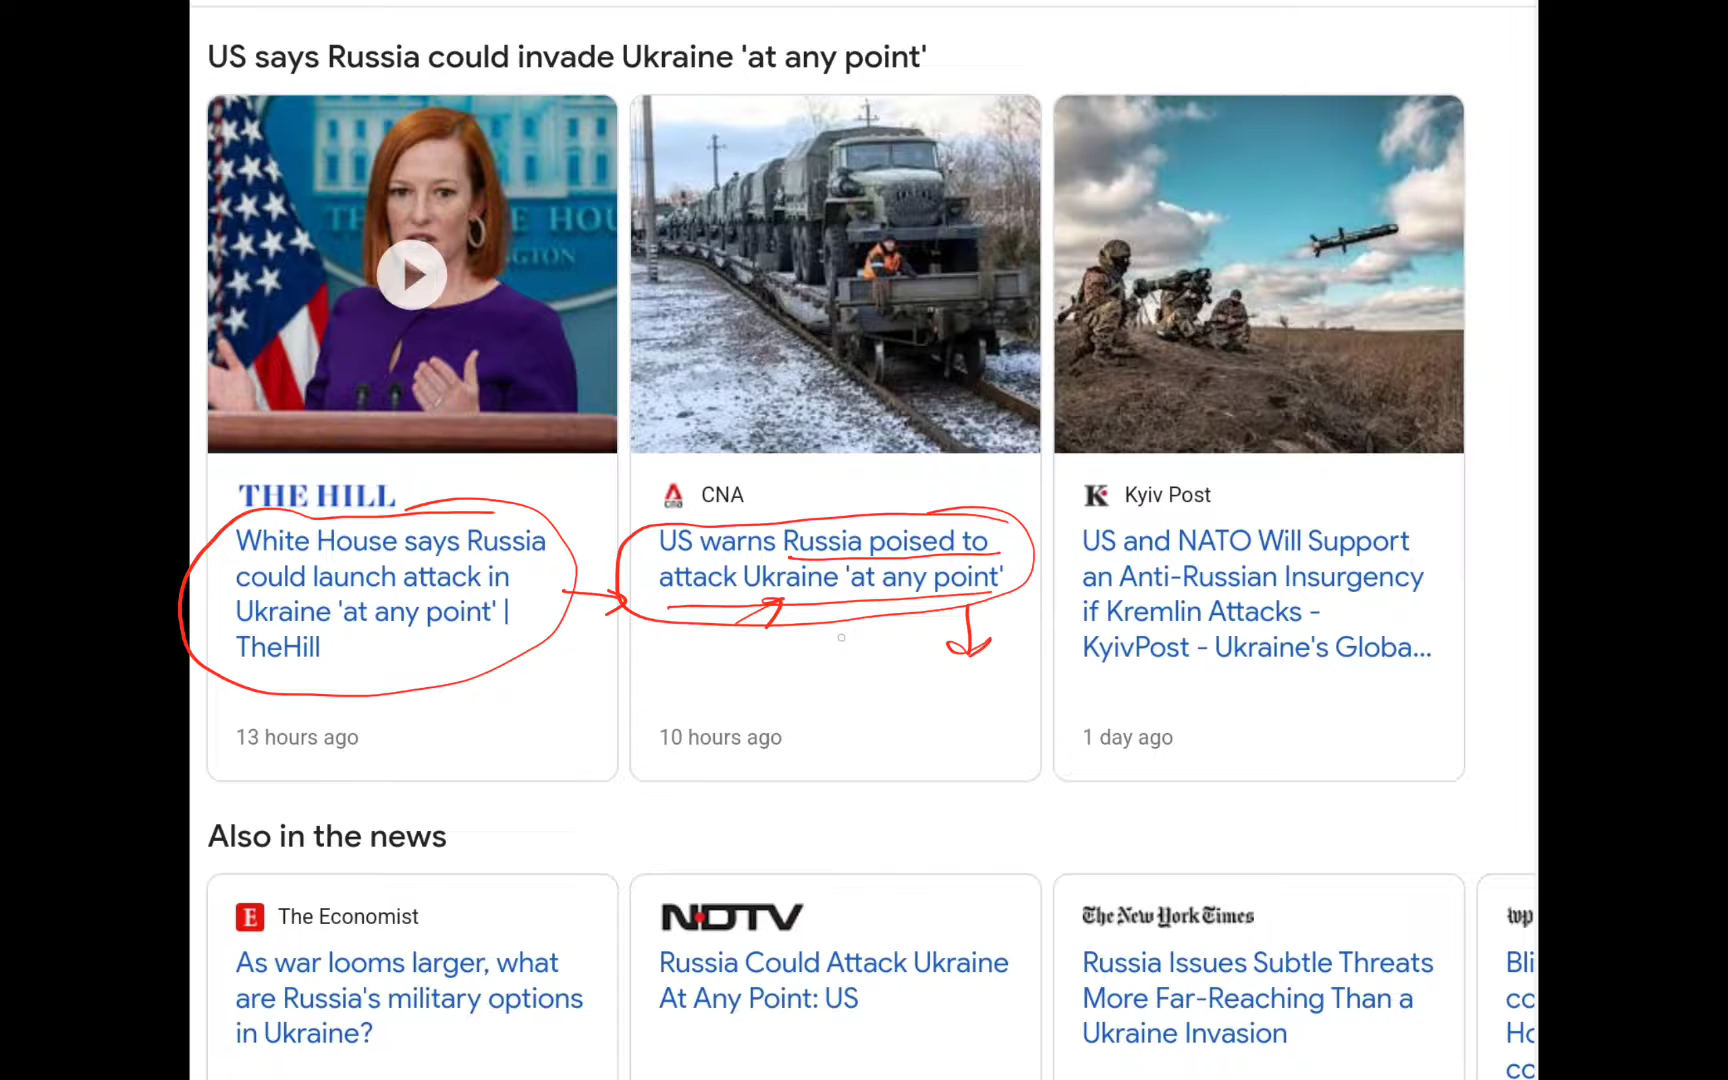 US says Russia could invade Ukraine 'at any point'
THE HILL
White House says Russia
could launch attack in
Ukraine 'at any point' |
TheHill
13 hours ago
CNA
US warns Russia poised to
attack Ukraine 'at any point'
10 hours ago
K Kyiv Post
US and NATO Will Support
an Anti-Russian Insurgency
if Kremlin Attacks -
KyivPost - Ukraine's Globa...
1 day ago
Also in the news
E The Economist
As war looms larger, what
are Russia's military options
in Ukraine?
NDTV
Russia Could Attack Ukraine
At Any Point: US
The New York Times
Russia Issues Subtle Threats
More Far-Reaching Than a
Ukraine Invasion
wp